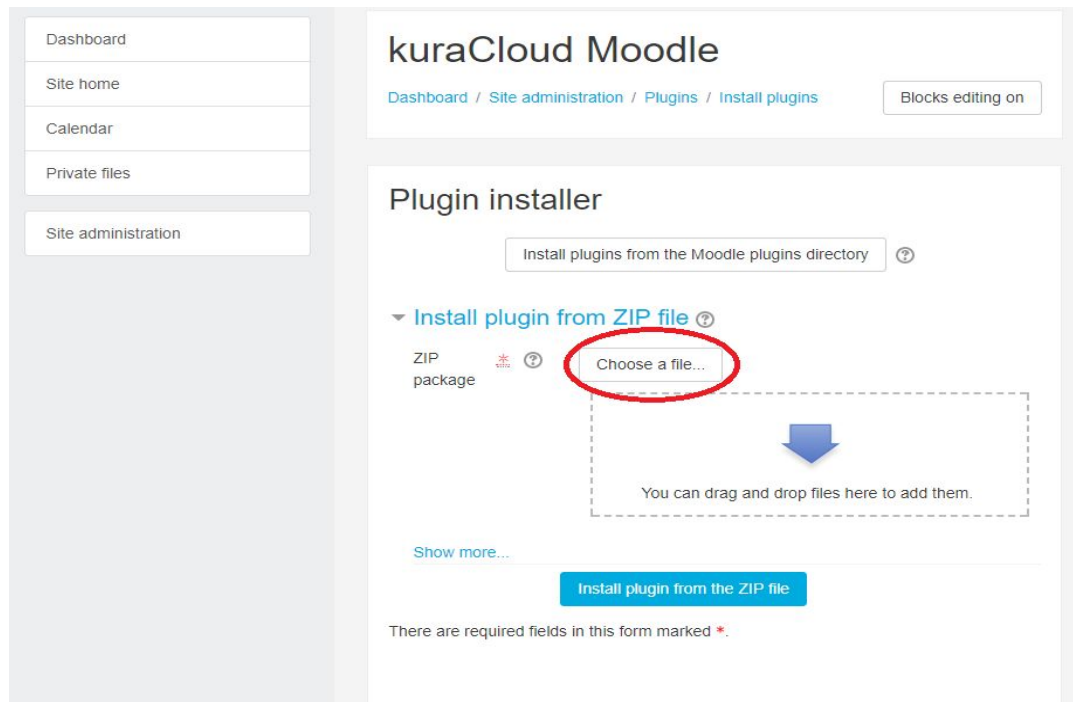 Dashboard
Site home
Calendar
Private files
Site administration
kuraCloud Moodle
Dashboard / Site administration / Plugins / Install plugins
Blocks editing on
Plugin installer
Install plugins from the Moodle plugins directory
Install plugin from ZIP file
ZIP package
Choose a file...
You can drag and drop files here to add them.
Show more...
Install plugin from the ZIP file
There are required fields in this form marked *.